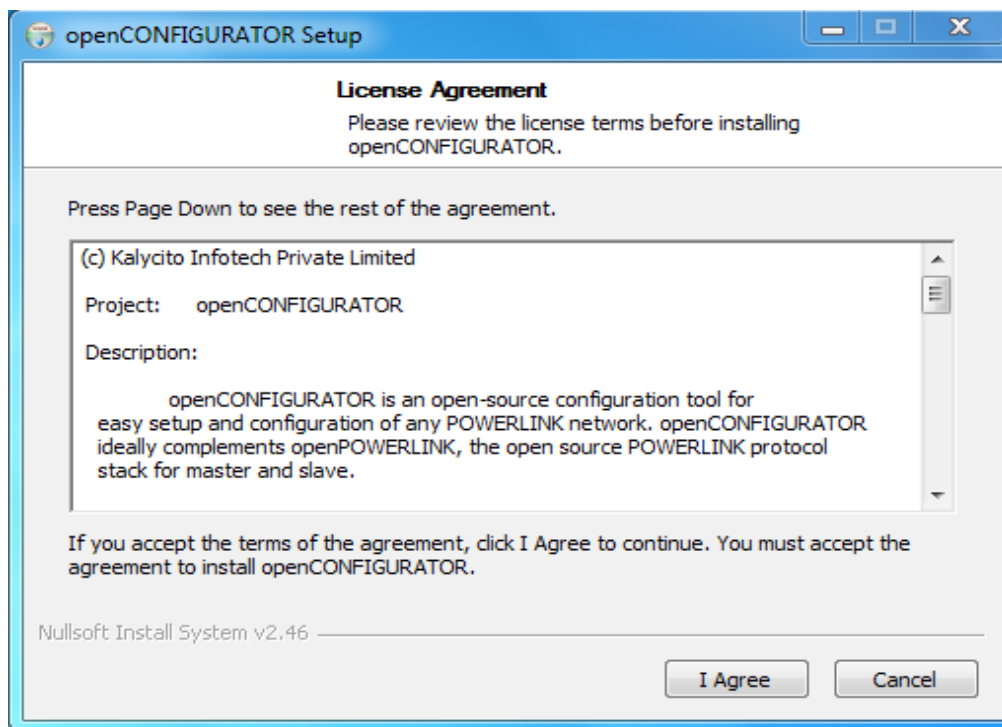 openCONFIGURATOR Setup
License Agreement
Please review the license terms before installing
openCONFIGURATOR.
Press Page Down to see the rest of the agreement.
(c) Kalycito Infotech Private Limited
Project: openCONFIGURATOR
Description:
openCONFIGURATOR is an open-source configuration tool for
easy setup and configuration of any POWERLINK network. openCONFIGURATOR
ideally complements openPOWERLINK, the open source POWERLINK protocol
stack for master and slave.
If you accept the terms of the agreement, click I Agree to continue. You must accept the
agreement to install openCONFIGURATOR.
Nullsoft Install System v2.46
I Agree Cancel